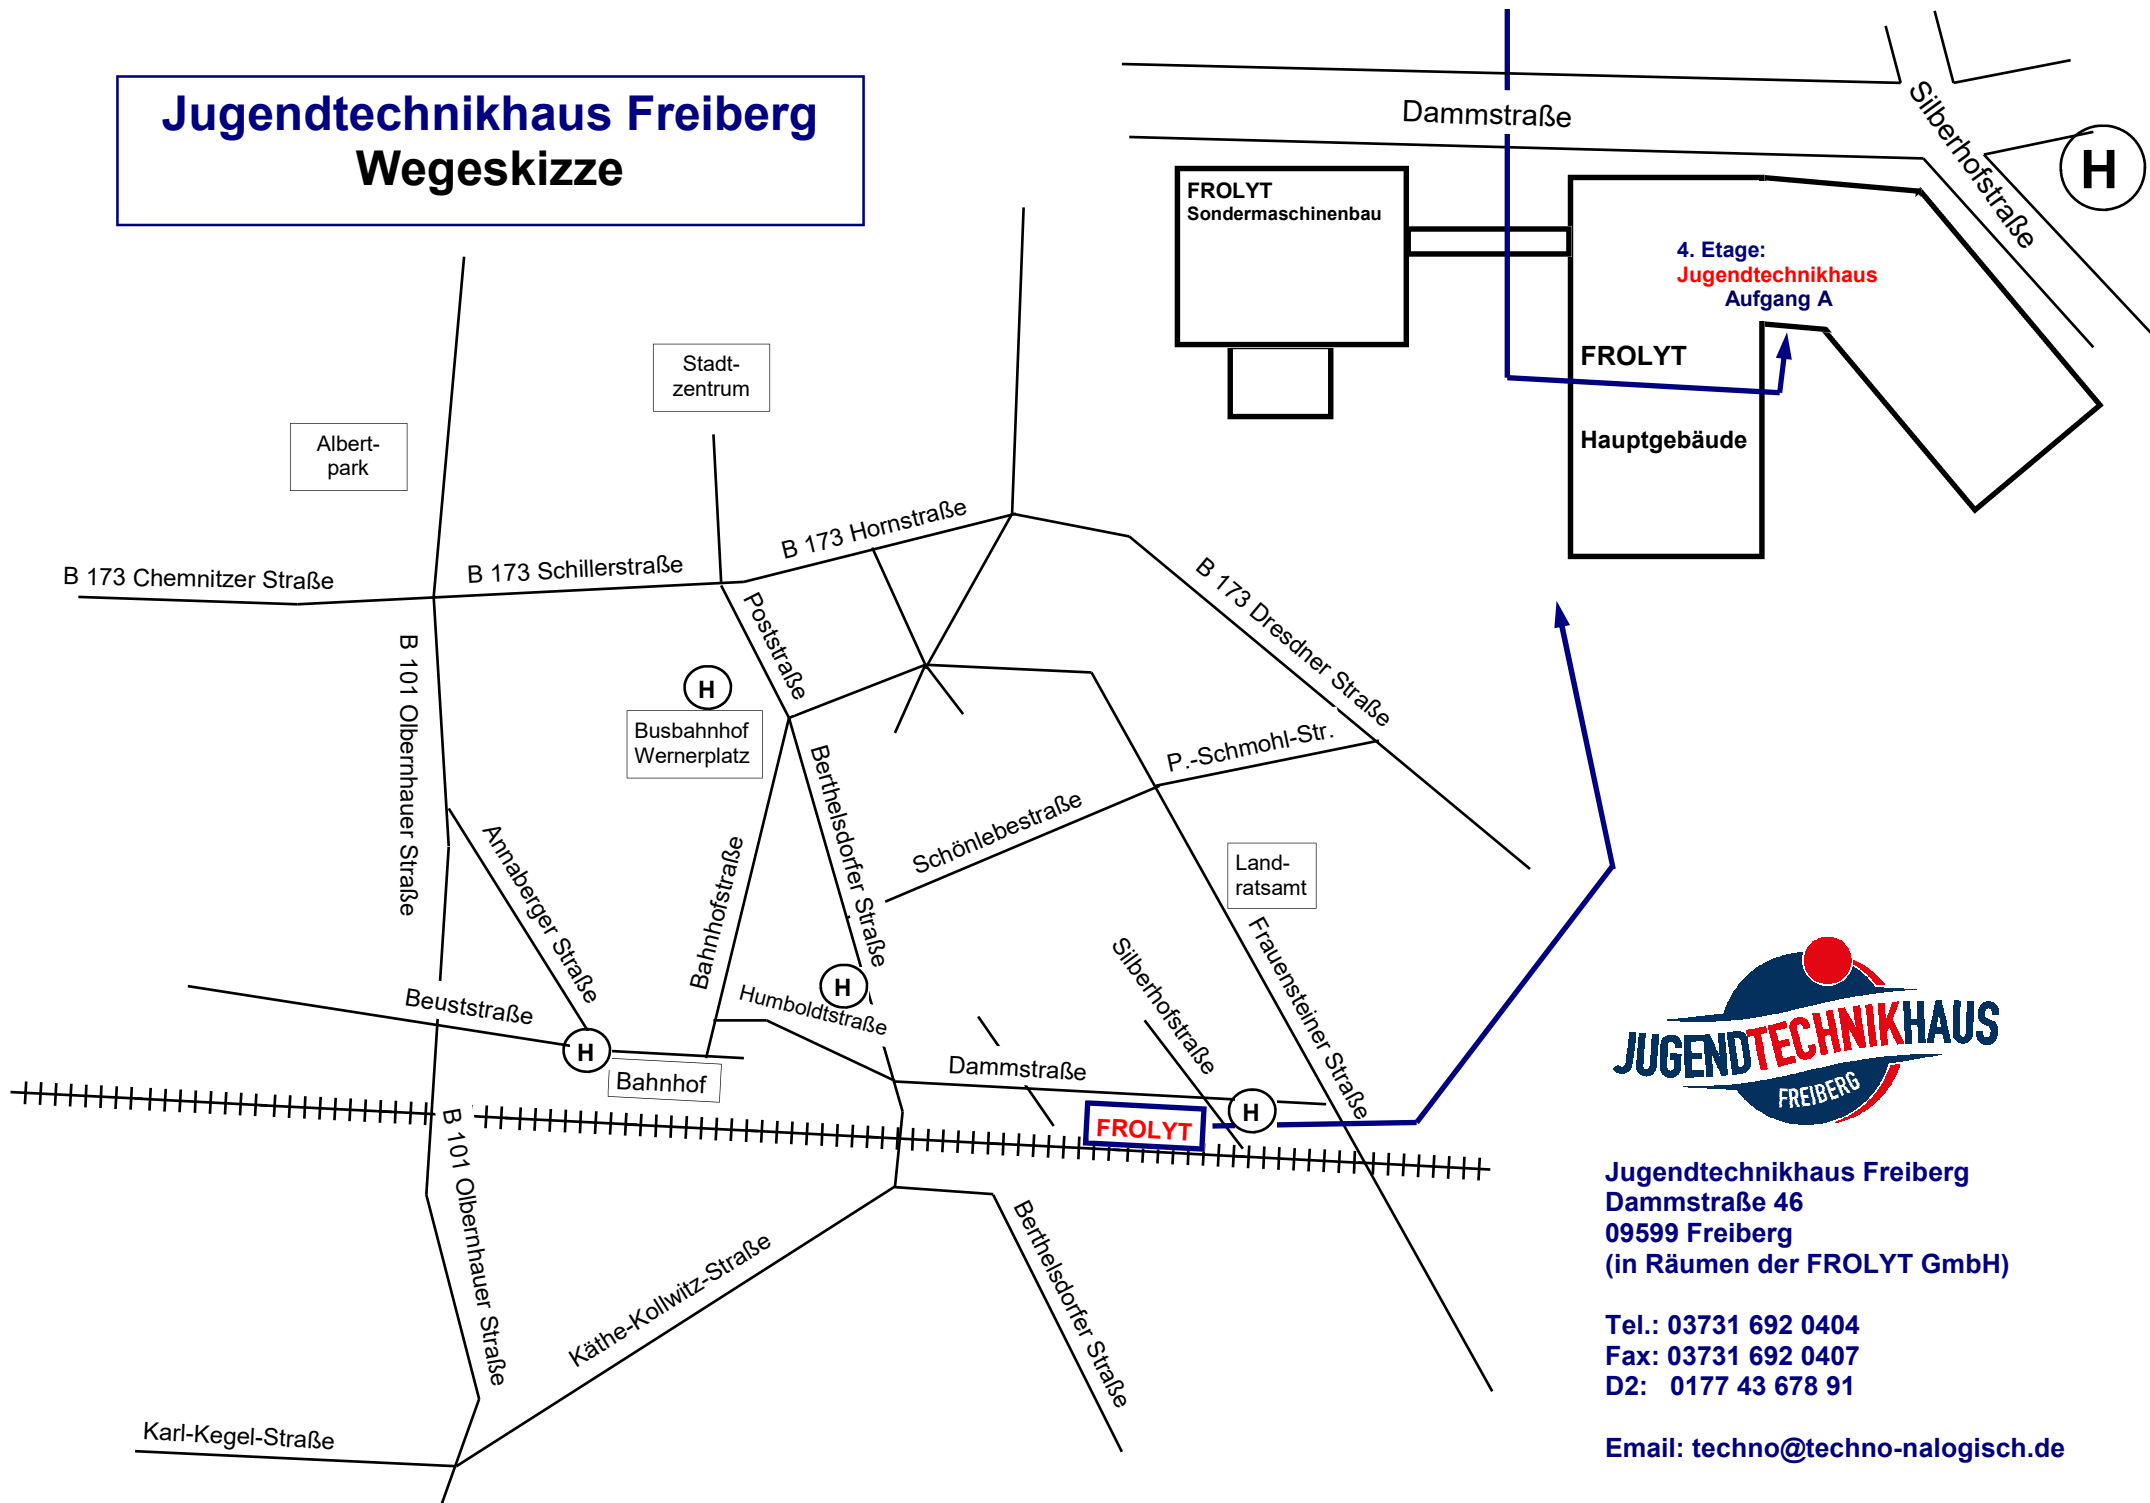 Jugendtechnikhaus Freiberg
Wegeskizze
Dammstraße
Silberhofstraße
H
FROLYT
Sondermaschinenbau
4. Etage:
Jugendtechnikhaus
Aufgang A
FROLYT
Hauptgebäude
Stadt-
zentrum
Albert-
park
B 173 Chemnitzer Straße
B 173 Schillerstraße
B 173 Hornstraße
B 173 Dresdner Straße
Poststraße
B 101 Olbernhauer Straße
H
Busbahnhof
Wernerplatz
P.-Schmohl-Str.
Schönlebestraße
Berthelsdorfer Straße
Bahnhofstraße
Annaberger Straße
Land-
ratsamt
Frauensteiner Straße
Silberhofstraße
Beuststraße
H
Humboldtstraße
H
Bahnhof
Dammstraße
H
FROLYT
B 101 Olbernhauer Straße
Käthe-Kollwitz-Straße
Berthelsdorfer Straße
Karl-Kegel-Straße
JUGENDTECHNIKHAUS
FREIBERG
Jugendtechnikhaus Freiberg
Dammstraße 46
09599 Freiberg
(in Räumen der FROLYT GmbH)
Tel.: 03731 692 0404
Fax: 03731 692 0407
D2: 0177 43 678 91
Email: techno@techno-nalogisch.de